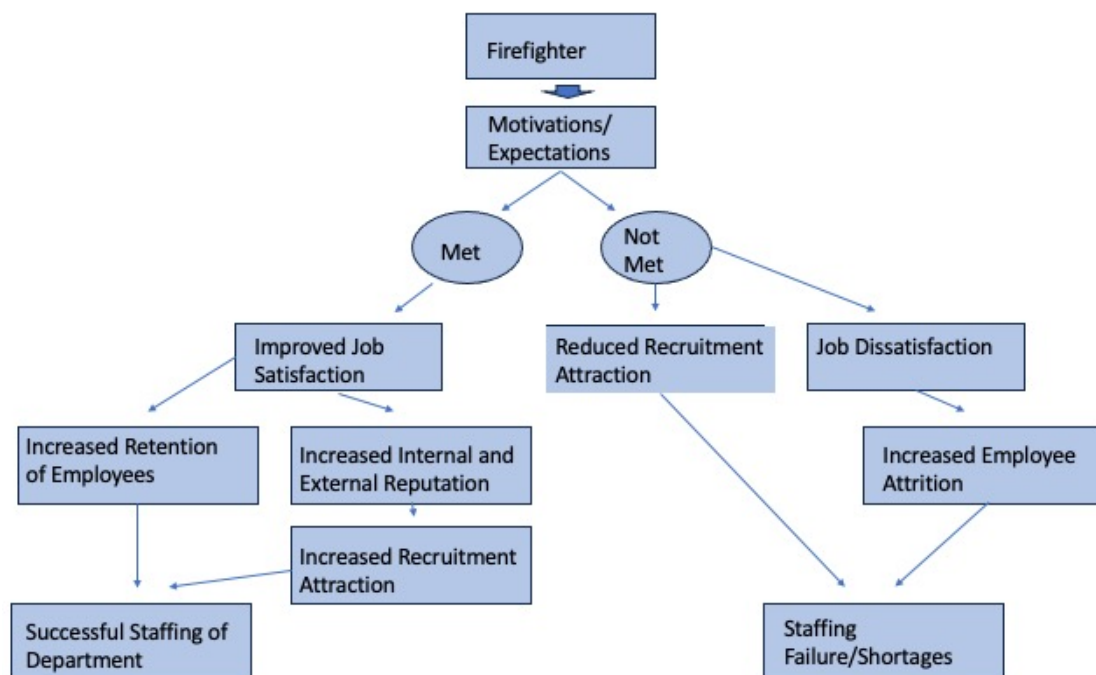 Firefighter
Motivations/
Expectations
Met
Not
Met
Improved Job
Satisfaction
Reduced Recruitment
Attraction
Job Dissatisfaction
Increased Retention
of Employees
Increased Internal and
External Reputation
Increased Employee
Attrition
Increased Recruitment
Attraction
Successful Staffing of
Department
Staffing
Failure/Shortages